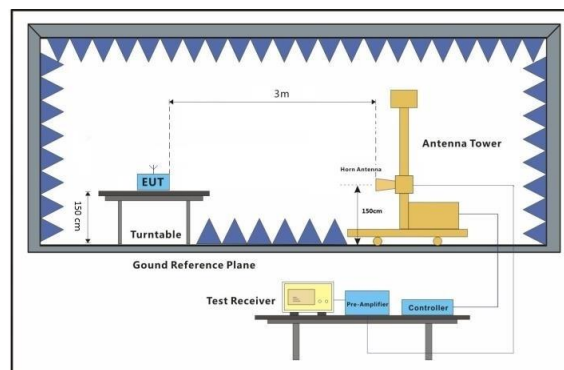 3m
Antenna Tower
Horn Antenna
EUT
150 cm
150cm
Turntable
Gound Reference Plane
Test Receiver
Pre-Amplifier
Controller